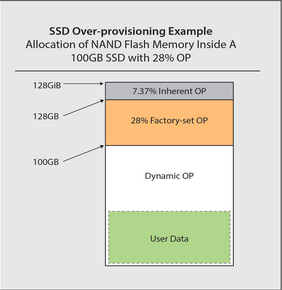 SSD Over-provisioning Example
Allocation of NAND Flash Memory Inside A
100GB SSD with 28% OP
128GiB
7.37% Inherent OP
128GB
28% Factory-set OP
100GB
Dynamic OP
User Data